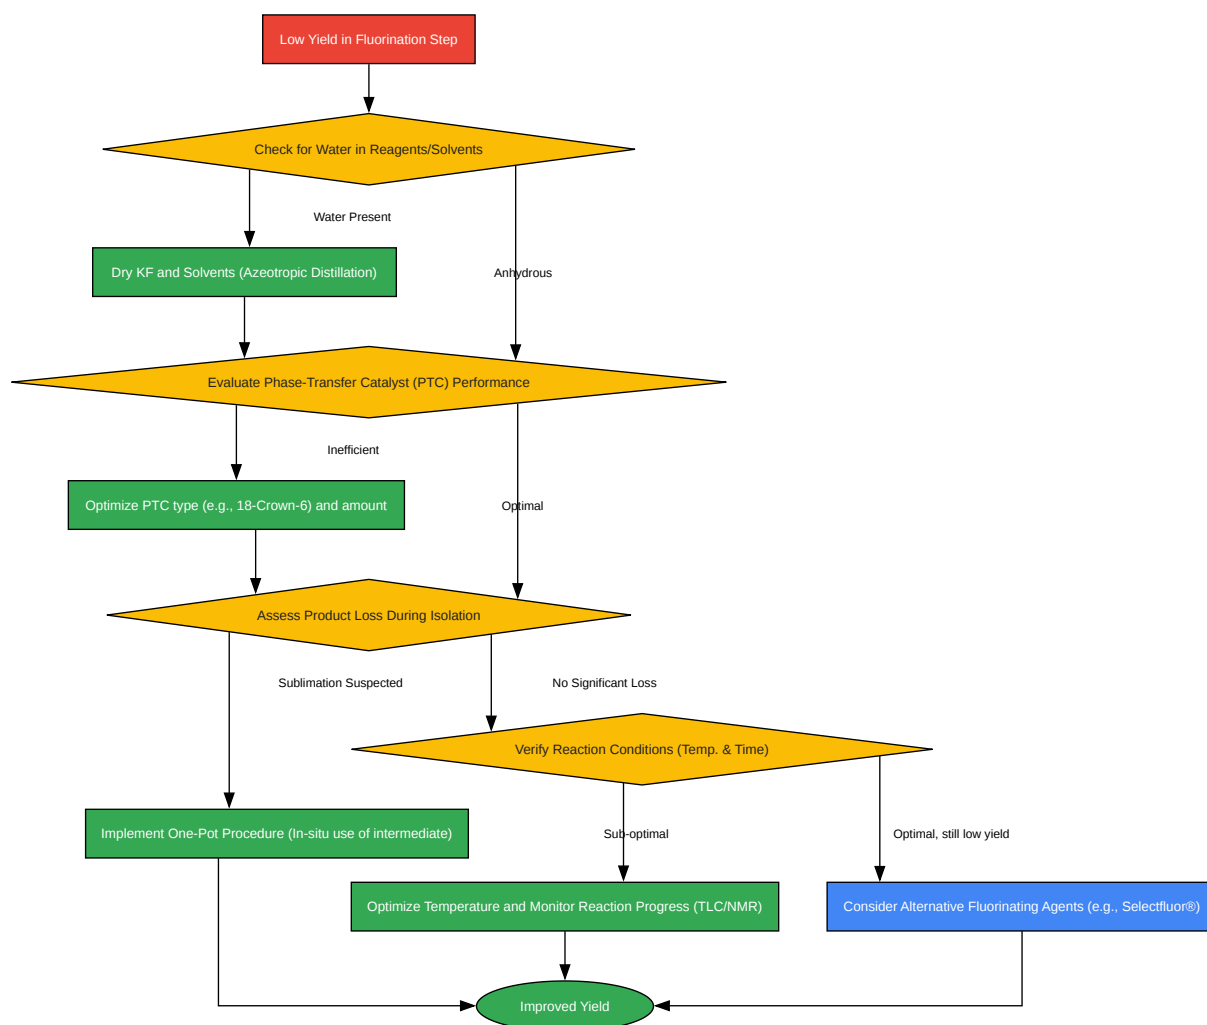 Low Yield in Fluorination Step
Check for Water in Reagents/Solvents
Water Present
Dry KF and Solvents (Azeotropic Distillation)
Anhydrous
Evaluate Phase-Transfer Catalyst (PTC) Performance
Inefficient
Optimize PTC type (e.g., 18-Crown-6) and amount
Optimal
Assess Product Loss During Isolation
Sublimation Suspected
No Significant Loss
Verify Reaction Conditions (Temp. & Time)
Implement One-Pot Procedure (In-situ use of intermediate)
Sub-optimal
Optimal, still low yield
Optimize Temperature and Monitor Reaction Progress (TLC/NMR)
Consider Alternative Fluorinating Agents (e.g., Selectfluor®)
Improved Yield